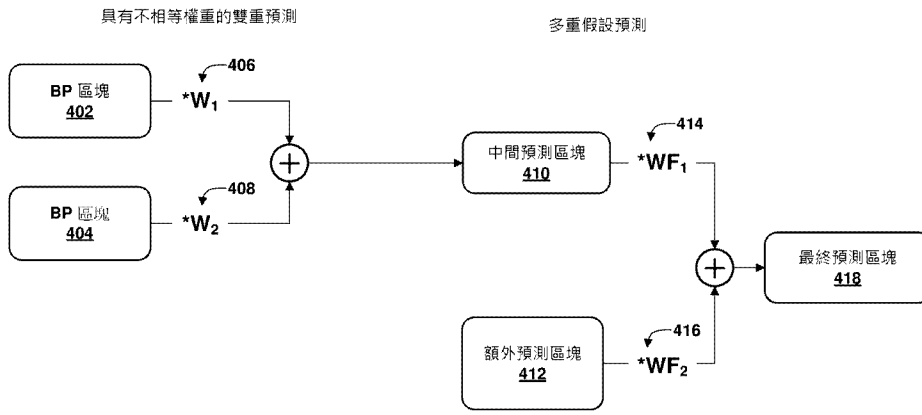 具有不相等權重的雙重預測
多重假設預測
BP 區塊
402
*W₁
406
BP 區塊
404
*W₂
408
中間預測區塊
410
*WF₁
414
額外預測區塊
412
*WF₂
416
最終預測區塊
418